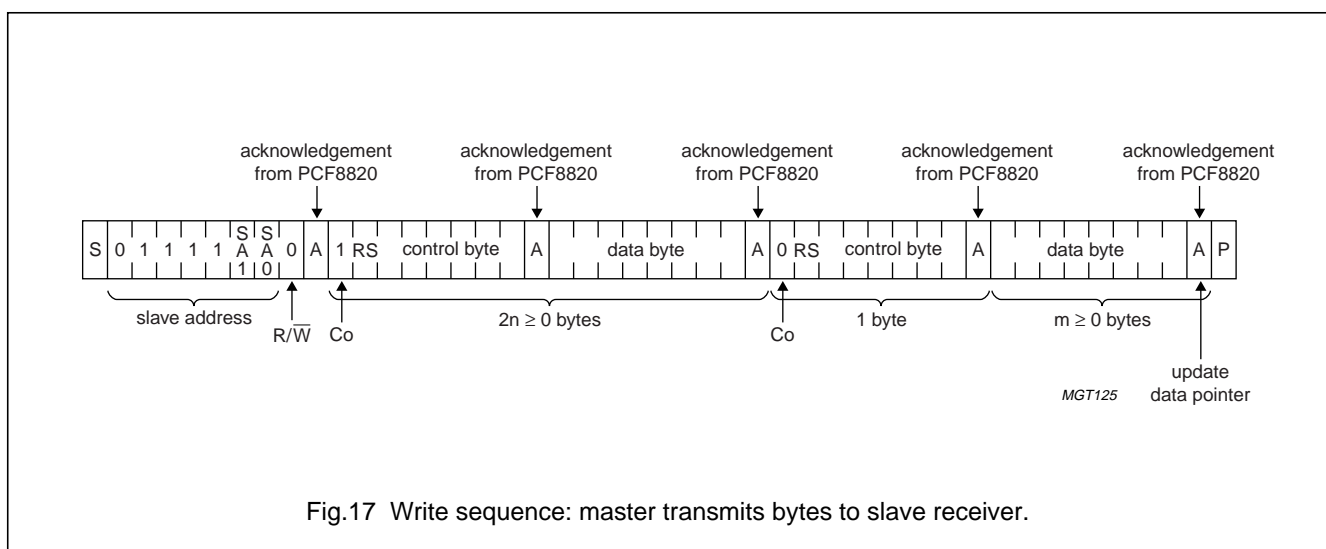 acknowledgement
from PCF8820
acknowledgement
from PCF8820
acknowledgement
from PCF8820
acknowledgement
from PCF8820
acknowledgement
from PCF8820
S 0 1 1 1 1 SA1 SA0 0 A 1 RS control byte A data byte A 0 RS control byte A data byte A P
slave address
R/W̅
Co
2n ≥ 0 bytes
Co
1 byte
m ≥ 0 bytes
update
data pointer
MGT125
Fig.17 Write sequence: master transmits bytes to slave receiver.